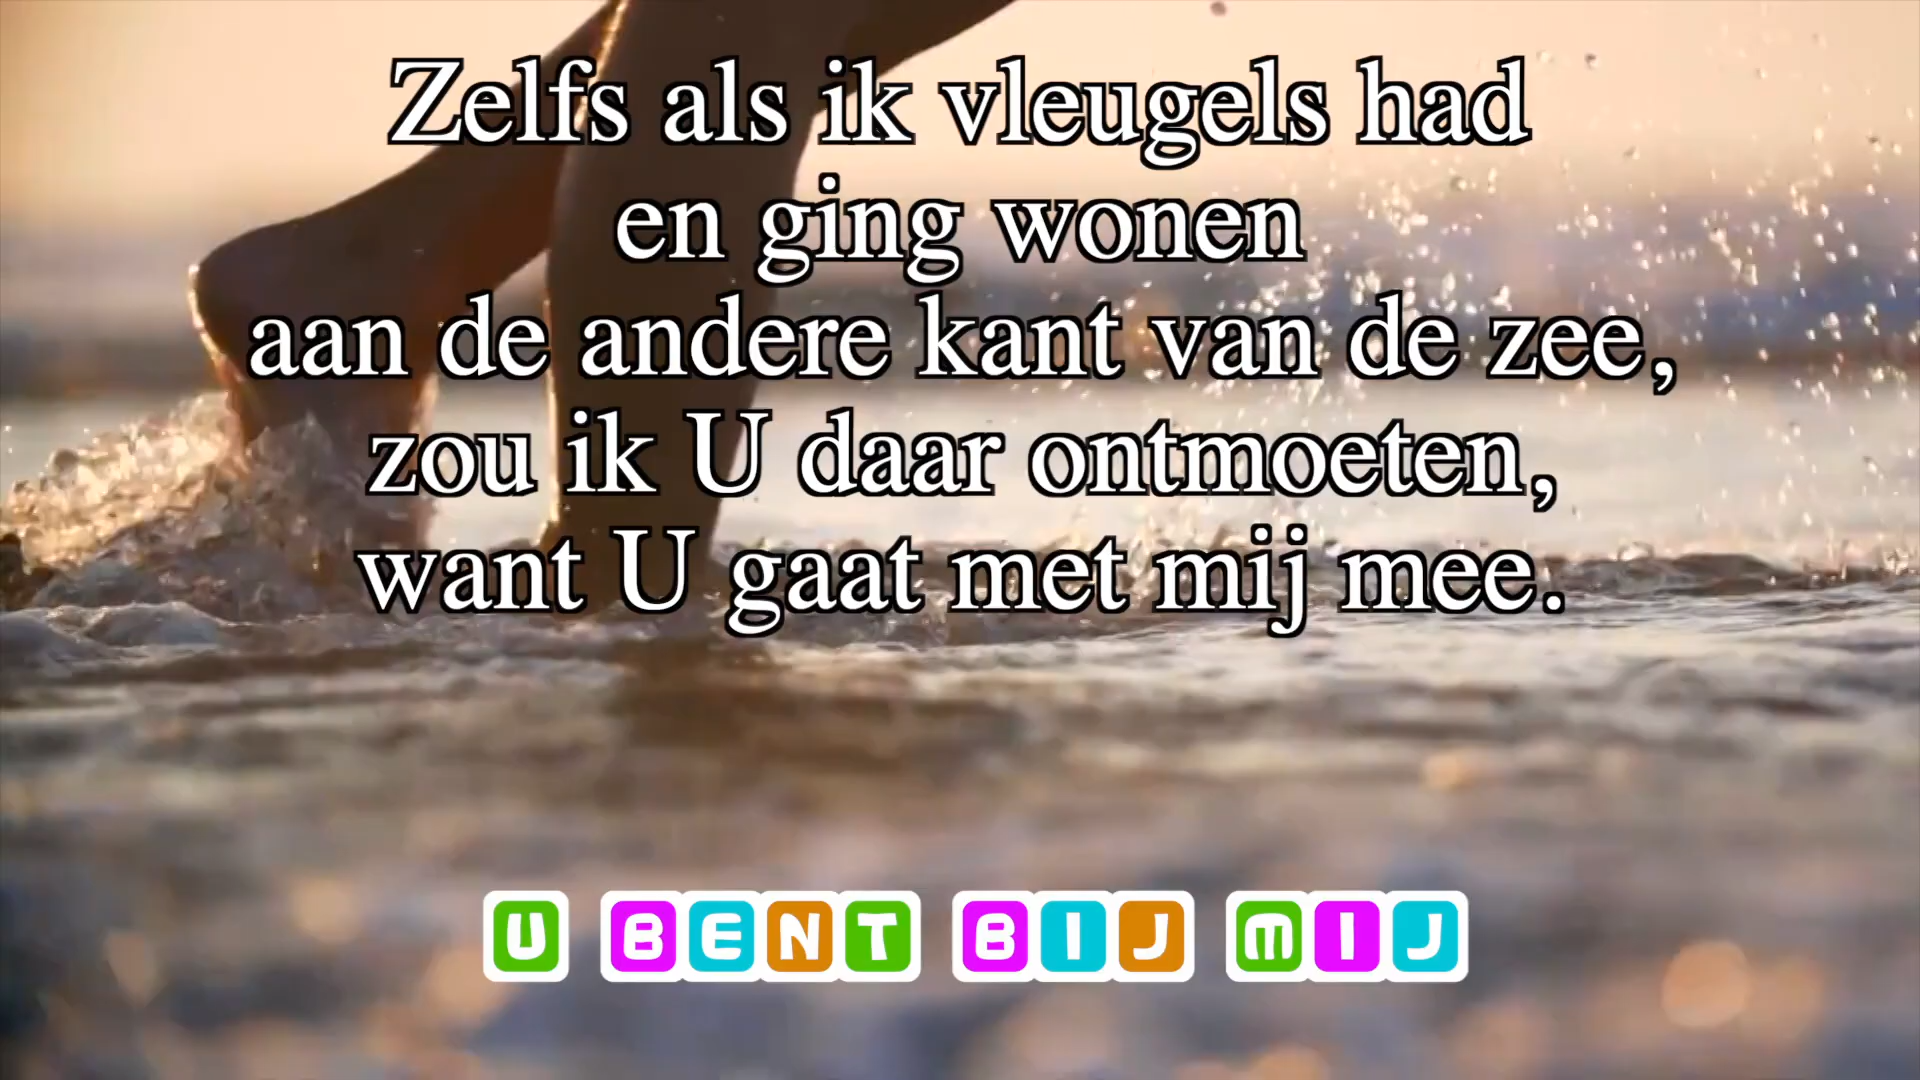 Zelfs als ik vleugels had
en ging wonen
aan de andere kant van de zee,
zou ik U daar ontmoeten,
want U gaat met mij mee.
U BENT BIJ MIJ